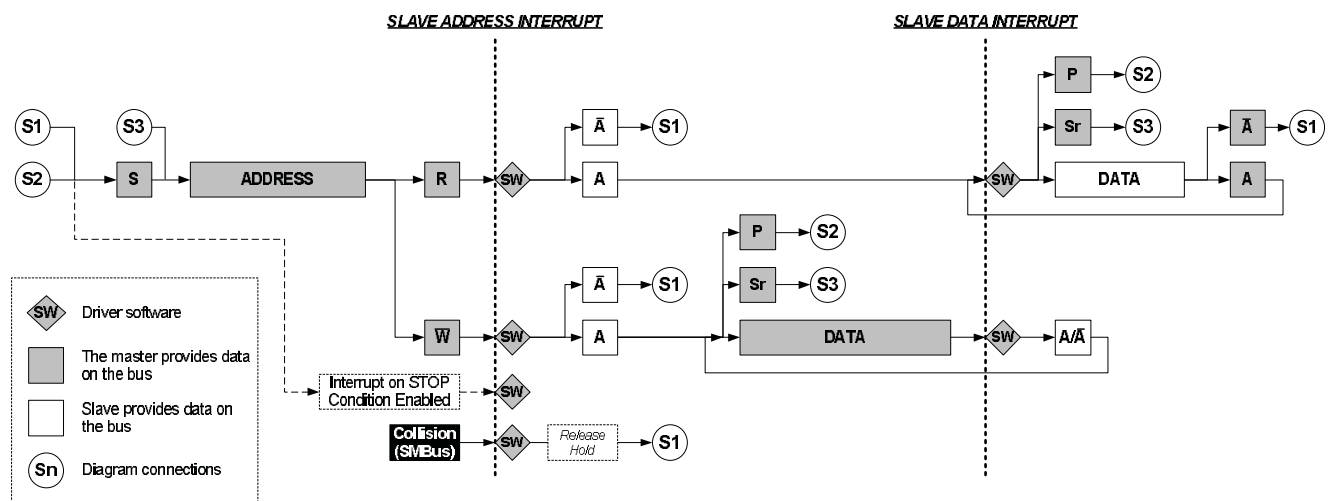 SLAVE ADDRESS INTERRUPT
SLAVE DATA INTERRUPT
P
S2
S1
S3
A̅
S1
Sr
S3
A̅
S1
S2
S
ADDRESS
R
SW
A
SW
DATA
A
P
S2
A̅
S1
Sr
S3
W̅
SW
A
DATA
SW
A/A̅
Interrupt on STOP
Condition Enabled
SW
Collision
(SMBus)
SW
Release
Hold
S1
SW
Driver software
The master provides data
on the bus
Slave provides data on
the bus
Sn
Diagram connections